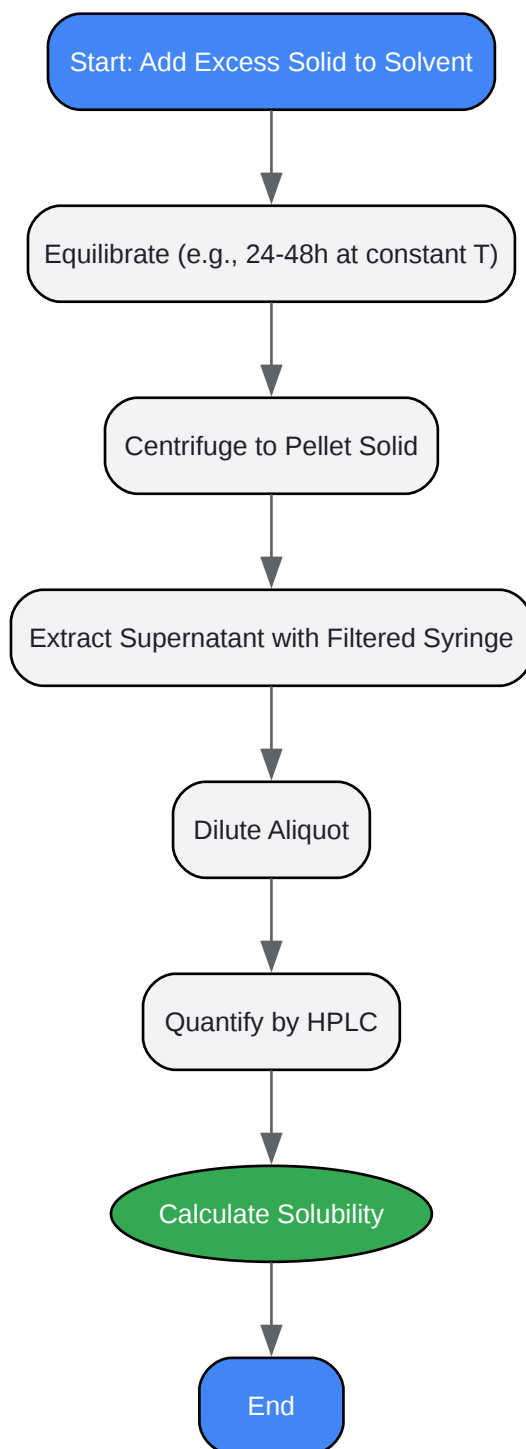 Start: Add Excess Solid to Solvent
Equilibrate (e.g., 24-48h at constant T)
Centrifuge to Pellet Solid
Extract Supernatant with Filtered Syringe
Dilute Aliquot
Quantify by HPLC
Calculate Solubility
End